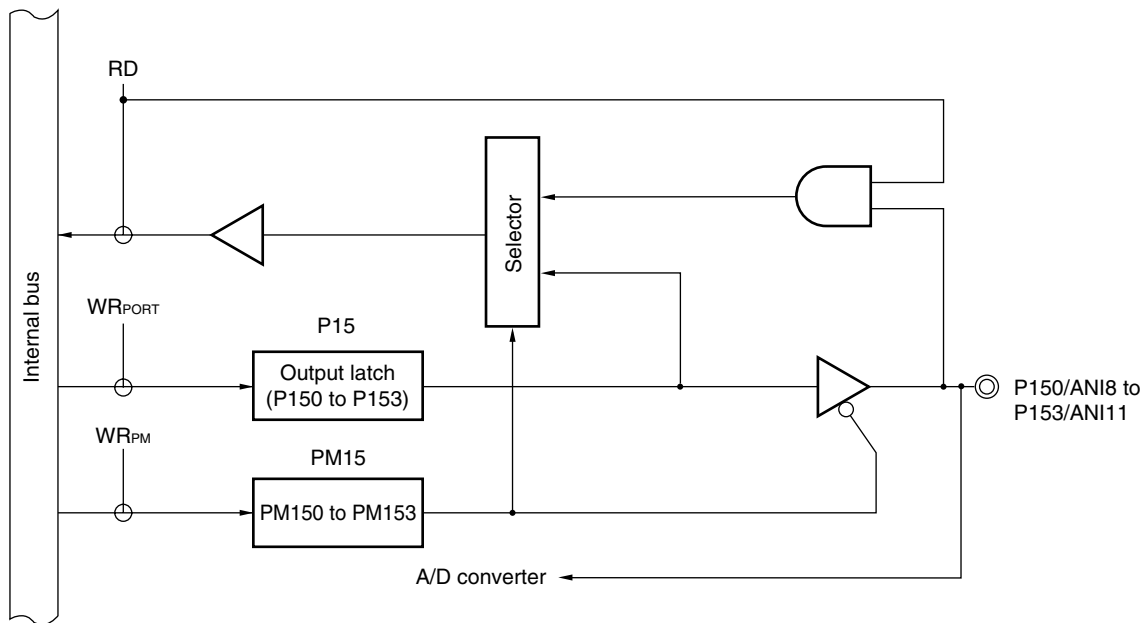 RD
Internal bus
Selector
WRPORT
P15
Output latch
(P150 to P153)
P150/ANI8 to
P153/ANI11
WRPM
PM15
PM150 to PM153
A/D converter